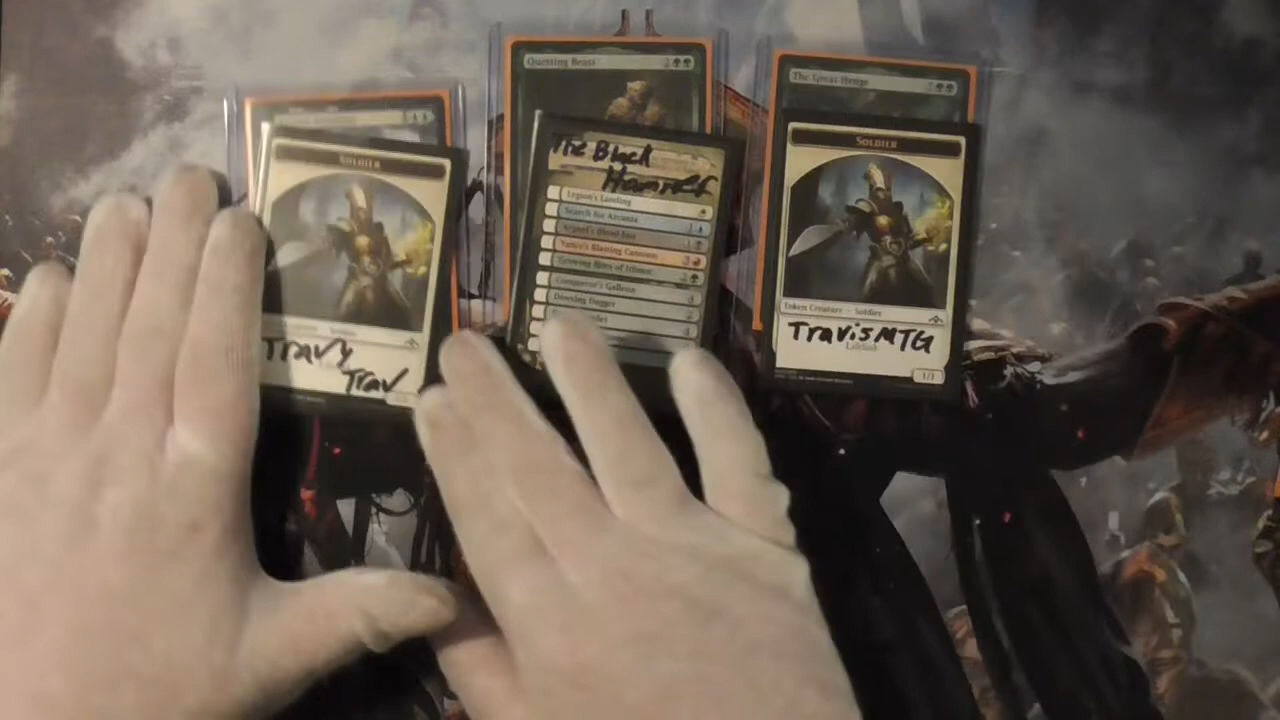 Questing Beast
The Great Henge
Soldier
Travy
Trav
The Black
Hammer
Legion's Landing
Search for Azcanta
Arguel's Blood Fast
Vance's Blasting Cannons
Growing Rites of Itlimoc
Conqueror's Galleon
Dowsing Dagger
Soldier
Token Creature — Soldier
TravisMTG
Lifelink
1/1